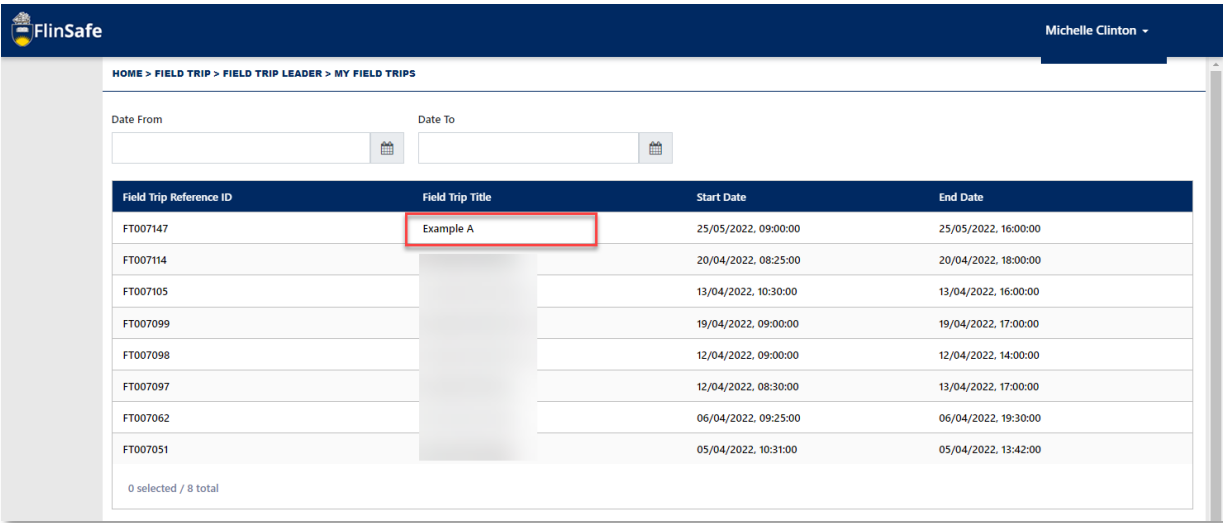 FlinSafe
Michelle Clinton
HOME > FIELD TRIP > FIELD TRIP LEADER > MY FIELD TRIPS
Date From Date To
Field Trip Reference ID Field Trip Title Start Date End Date
FT007147 Example A 25/05/2022, 09:00:00 25/05/2022, 16:00:00
FT007114 20/04/2022, 08:25:00 20/04/2022, 18:00:00
FT007105 13/04/2022, 10:30:00 13/04/2022, 16:00:00
FT007099 19/04/2022, 09:00:00 19/04/2022, 17:00:00
FT007098 12/04/2022, 09:00:00 12/04/2022, 14:00:00
FT007097 12/04/2022, 08:30:00 13/04/2022, 17:00:00
FT007062 06/04/2022, 09:25:00 06/04/2022, 19:30:00
FT007051 05/04/2022, 10:31:00 05/04/2022, 13:42:00
0 selected / 8 total